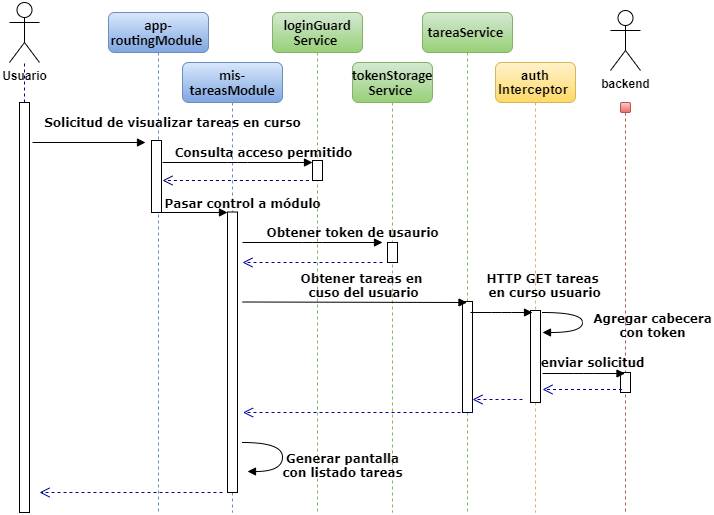 app-
routingModule
loginGuard
Service
tareaService
Usuario
mis-
tareasModule
tokenStorage
Service
auth
Interceptor
backend
Solicitud de visualizar tareas en curso
Consulta acceso permitido
Pasar control a módulo
Obtener token de usaurio
Obtener tareas en
cuso del usuario
HTTP GET tareas
en curso usuario
Agregar cabecera
con token
enviar solicitud
Generar pantalla
con listado tareas